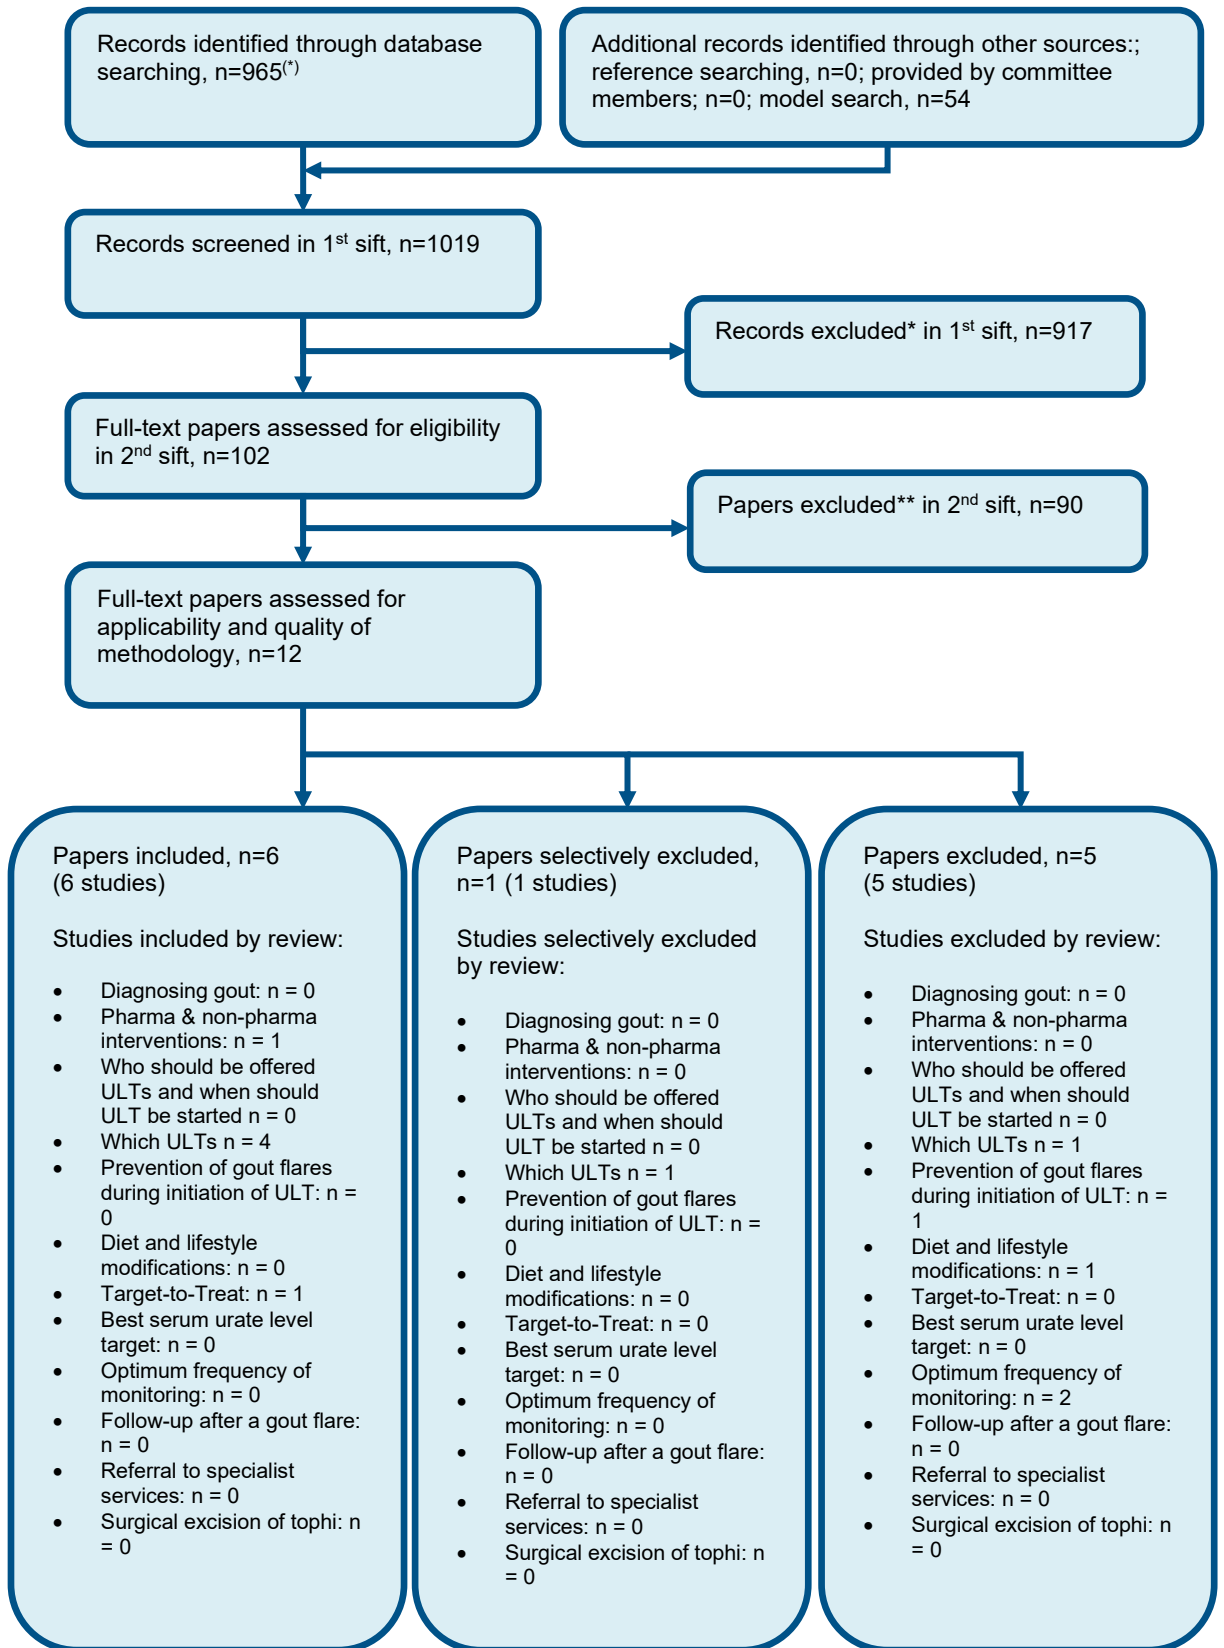 Records identified through database
searching, n=965(*)
Additional records identified through other sources:;
reference searching, n=0; provided by committee
members; n=0; model search, n=54
Records screened in 1st sift, n=1019
Records excluded* in 1st sift, n=917
Full-text papers assessed for eligibility
in 2nd sift, n=102
Papers excluded** in 2nd sift, n=90
Full-text papers assessed for
applicability and quality of
methodology, n=12
Papers included, n=6
(6 studies)
Studies included by review:
• Diagnosing gout: n = 0
• Pharma & non-pharma
interventions: n = 1
• Who should be offered
ULTs and when should
ULT be started n = 0
• Which ULTs n = 4
• Prevention of gout flares
during initiation of ULT: n =
0
• Diet and lifestyle
modifications: n = 0
• Target-to-Treat: n = 1
• Best serum urate level
target: n = 0
• Optimum frequency of
monitoring: n = 0
• Follow-up after a gout flare:
n = 0
• Referral to specialist
services: n = 0
• Surgical excision of tophi: n
= 0
Papers selectively excluded,
n=1 (1 studies)
Studies selectively excluded
by review:
• Diagnosing gout: n = 0
• Pharma & non-pharma
interventions: n = 0
• Who should be offered
ULTs and when should
ULT be started n = 0
• Which ULTs n = 1
• Prevention of gout flares
during initiation of ULT: n =
0
• Diet and lifestyle
modifications: n = 0
• Target-to-Treat: n = 0
• Best serum urate level
target: n = 0
• Optimum frequency of
monitoring: n = 0
• Follow-up after a gout flare:
n = 0
• Referral to specialist
services: n = 0
• Surgical excision of tophi: n
= 0
Papers excluded, n=5
(5 studies)
Studies excluded by review:
• Diagnosing gout: n = 0
• Pharma & non-pharma
interventions: n = 0
• Who should be offered
ULTs and when should
ULT be started n = 0
• Which ULTs n = 1
• Prevention of gout flares
during initiation of ULT: n =
1
• Diet and lifestyle
modifications: n = 1
• Target-to-Treat: n = 0
• Best serum urate level
target: n = 0
• Optimum frequency of
monitoring: n = 2
• Follow-up after a gout flare:
n = 0
• Referral to specialist
services: n = 0
• Surgical excision of tophi: n
= 0